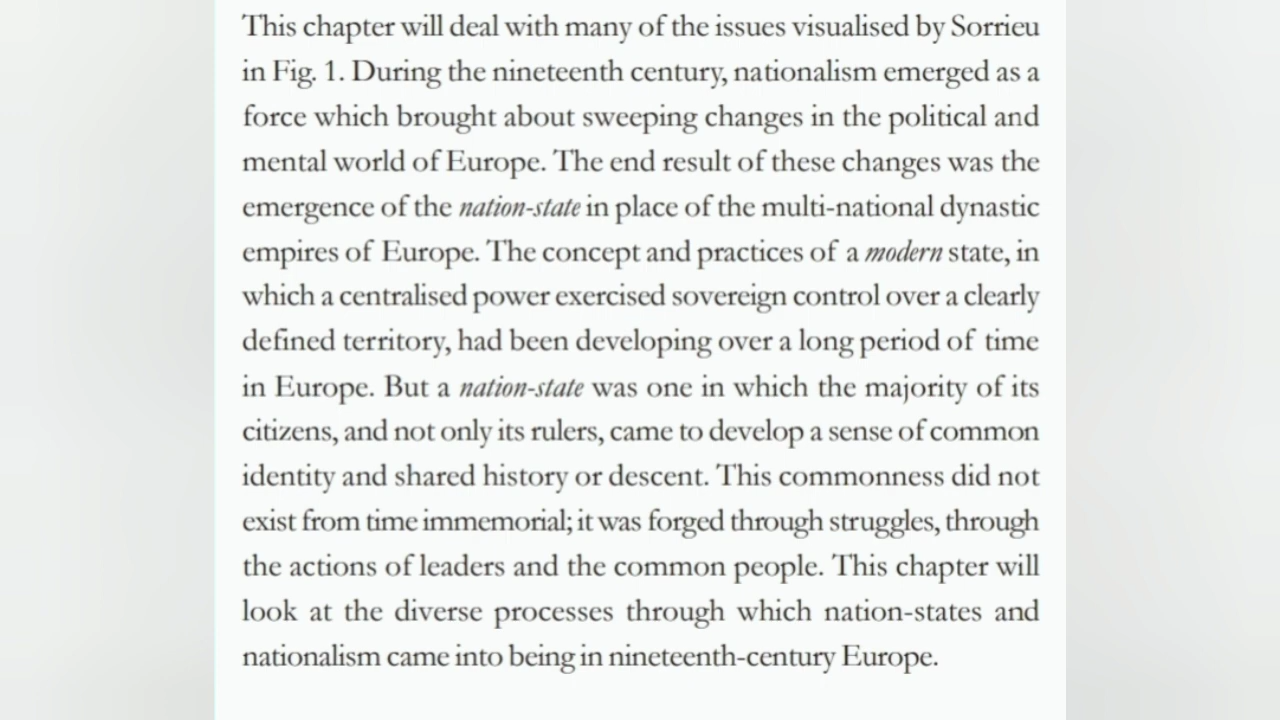 This chapter will deal with many of the issues visualised by Sorrieu
in Fig. 1. During the nineteenth century, nationalism emerged as a
force which brought about sweeping changes in the political and
mental world of Europe. The end result of these changes was the
emergence of the nation-state in place of the multi-national dynastic
empires of Europe. The concept and practices of a modern state, in
which a centralised power exercised sovereign control over a clearly
defined territory, had been developing over a long period of time
in Europe. But a nation-state was one in which the majority of its
citizens, and not only its rulers, came to develop a sense of common
identity and shared history or descent. This commonness did not
exist from time immemorial; it was forged through struggles, through
the actions of leaders and the common people. This chapter will
look at the diverse processes through which nation-states and
nationalism came into being in nineteenth-century Europe.